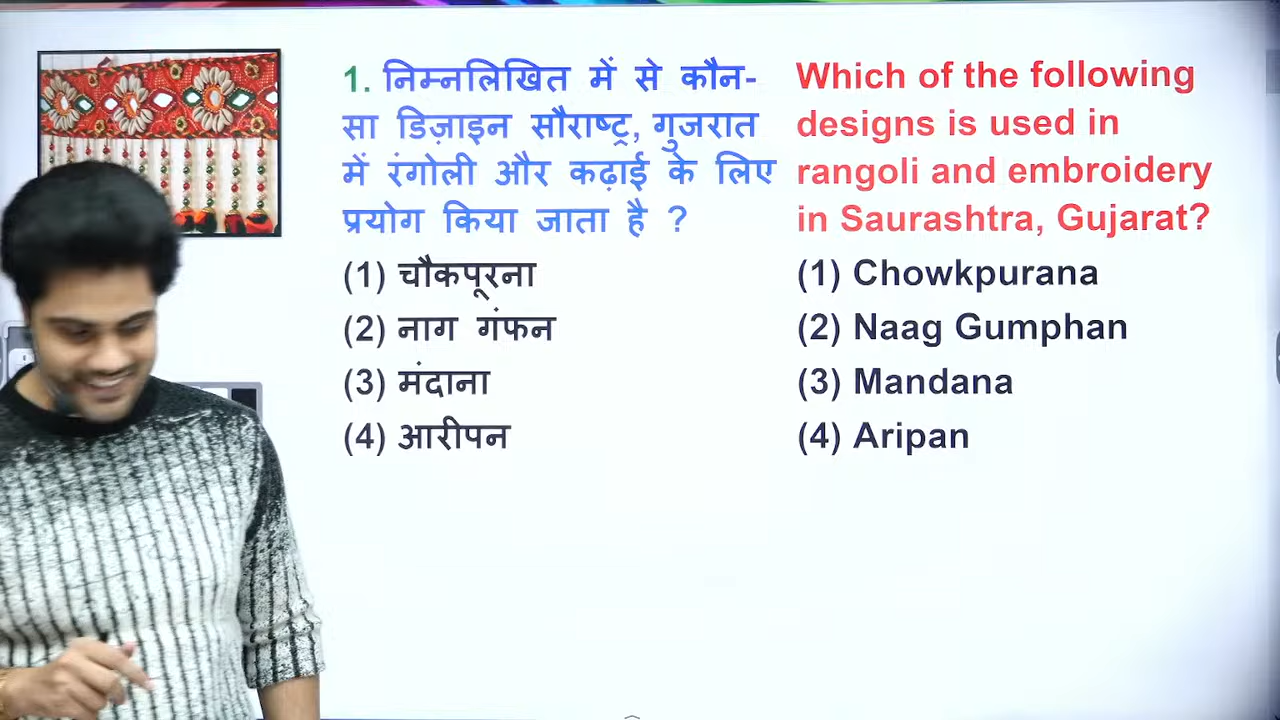 1. निम्नलिखित में से कौन-
सा डिज़ाइन सौराष्ट्र, गुजरात
में रंगोली और कढ़ाई के लिए
प्रयोग किया जाता है ?
(1) चौकपूरना
(2) नाग गंफन
(3) मंदाना
(4) आरीपन
Which of the following
designs is used in
rangoli and embroidery
in Saurashtra, Gujarat?
(1) Chowkpurana
(2) Naag Gumphan
(3) Mandana
(4) Aripan